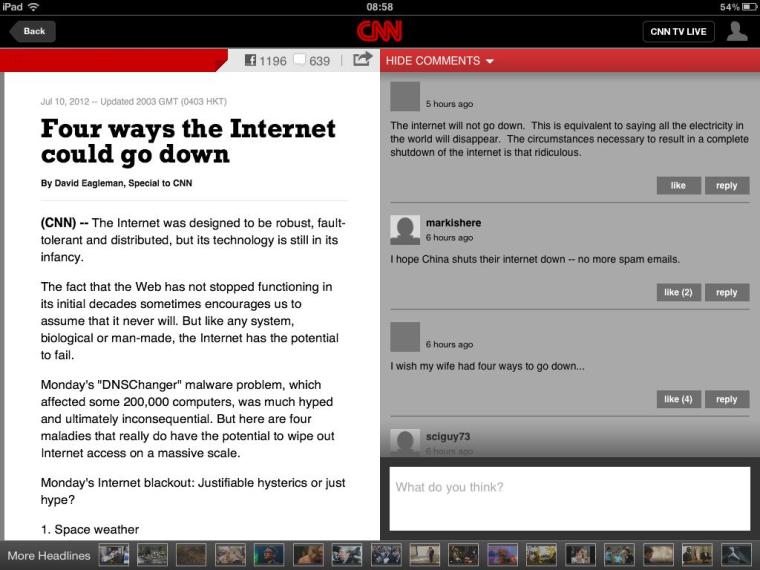 iPad
08:58
54%
Back
CNN
CNN TV LIVE
1196
639
HIDE COMMENTS
Jul 10, 2012 -- Updated 2003 GMT (0403 HKT)
Four ways the Internet
could go down
By David Eagleman, Special to CNN
(CNN) -- The Internet was designed to be robust, fault-
tolerant and distributed, but its technology is still in its
infancy.
The fact that the Web has not stopped functioning in
its initial decades sometimes encourages us to
assume that it never will. But like any system,
biological or man-made, the Internet has the potential
to fail.
Monday's "DNSChanger" malware problem, which
affected some 200,000 computers, was much hyped
and ultimately inconsequential. But here are four
maladies that really do have the potential to wipe out
Internet access on a massive scale.
Monday's Internet blackout: Justifiable hysterics or just
hype?
1. Space weather
5 hours ago
The internet will not go down.  This is equivalent to saying all the electricity in
the world will disappear.  The circumstances necessary to result in a complete
shutdown of the internet is that ridiculous.
like
reply
markishere
6 hours ago
I hope China shuts their internet down -- no more spam emails.
like (2)
reply
6 hours ago
I wish my wife had four ways to go down...
like (4)
reply
sciguy73
6 hours ago
What do you think?
More Headlines